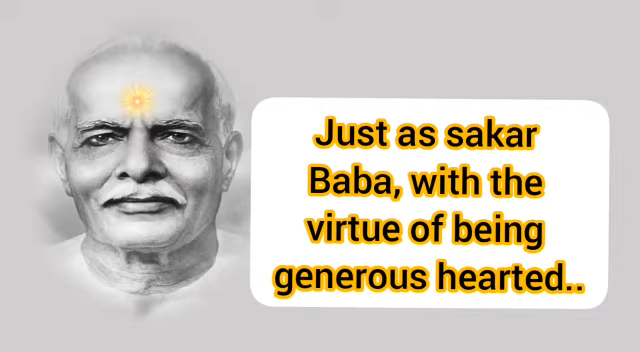 Just as sakar
Baba, with the
virtue of being
generous hearted..